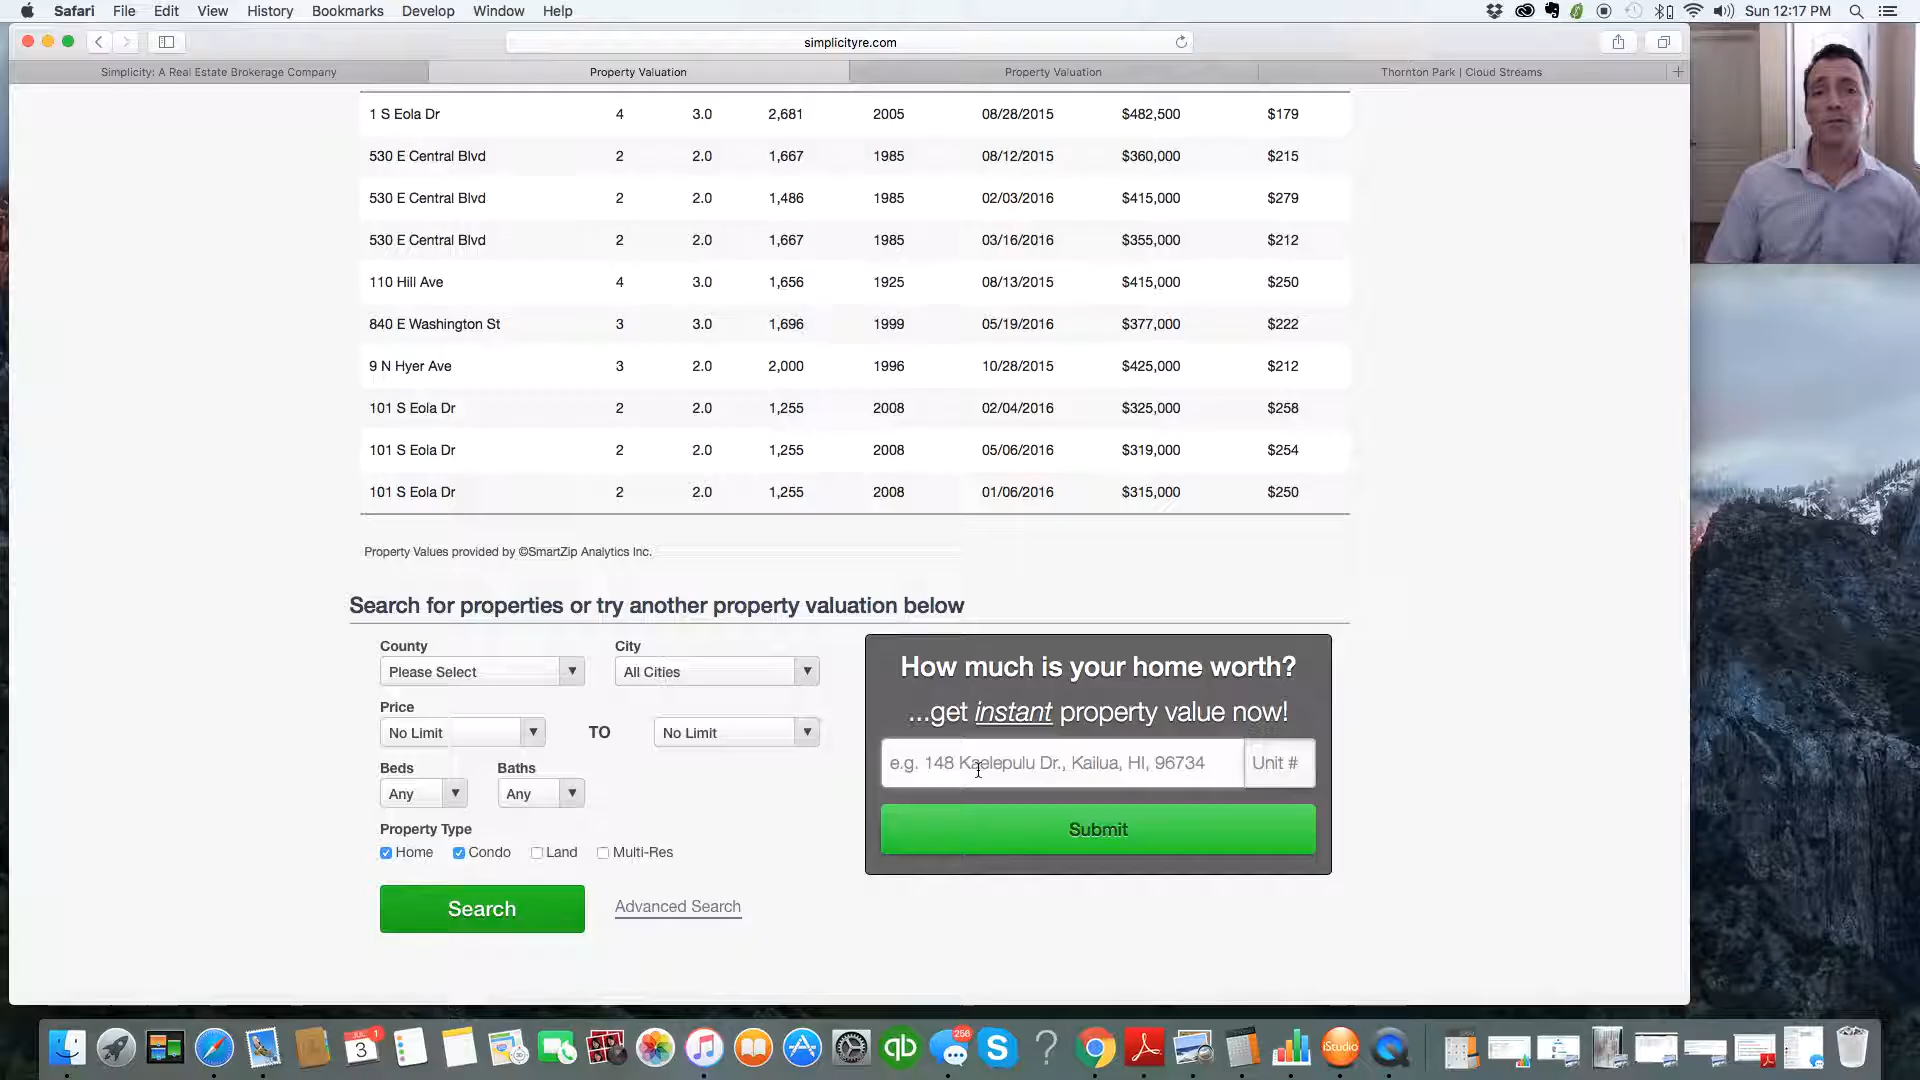 Safari File Edit View History Bookmarks Develop Window Help Sun 12:17 PM
simplicityre.com
Simplicity: A Real Estate Brokerage Company Property Valuation Property Valuation Thornton Park | Cloud Streams
1 S Eola Dr 4 3.0 2,681 2005 08/28/2015 $482,500 $179
530 E Central Blvd 2 2.0 1,667 1985 08/12/2015 $360,000 $215
530 E Central Blvd 2 2.0 1,486 1985 02/03/2016 $415,000 $279
530 E Central Blvd 2 2.0 1,667 1985 03/16/2016 $355,000 $212
110 Hill Ave 4 3.0 1,656 1925 08/13/2015 $415,000 $250
840 E Washington St 3 3.0 1,696 1999 05/19/2016 $377,000 $222
9 N Hyer Ave 3 2.0 2,000 1996 10/28/2015 $425,000 $212
101 S Eola Dr 2 2.0 1,255 2008 02/04/2016 $325,000 $258
101 S Eola Dr 2 2.0 1,255 2008 05/06/2016 $319,000 $254
101 S Eola Dr 2 2.0 1,255 2008 01/06/2016 $315,000 $250
Property Values provided by ©SmartZip Analytics Inc.
Search for properties or try another property valuation below
County City
Please Select All Cities
Price
No Limit TO No Limit
Beds Baths
Any Any
Property Type
Home Condo Land Multi-Res
Search Advanced Search
How much is your home worth?
...get instant property value now!
e.g. 148 Kaelepulu Dr., Kailua, HI, 96734 Unit #
Submit
JUL 1
3
qb
256
S
?
iStudio